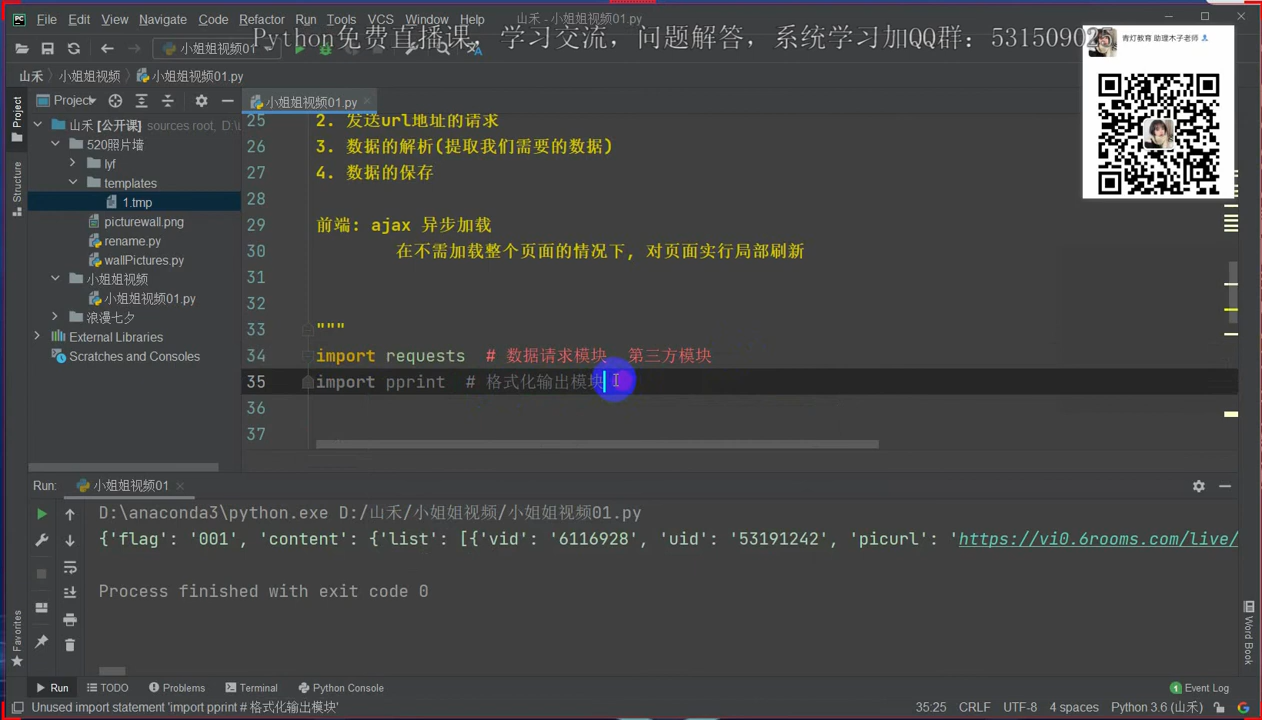 File Edit View Navigate Code Refactor Run Tools VCS Window Help 山禾 - 小姐姐视频01.py
Python免费直播课，学习交流，问题解答，系统学习加QQ群：53150902
小姐姐视频01
青灯教育 助理木子老师
山禾 小姐姐视频 小姐姐视频01.py
Project
小姐姐视频01.py
山禾 [公开课] sources root, D:\
520照片墙
lyf
templates
1.tmp
picturewall.png
rename.py
wallPictures.py
小姐姐视频
小姐姐视频01.py
浪漫七夕
External Libraries
Scratches and Consoles
Project
Structure
Favorites
25 2. 发送url地址的请求
26 3. 数据的解析(提取我们需要的数据)
27 4. 数据的保存
28
29 前端: ajax 异步加载
30 在不需加载整个页面的情况下, 对页面实行局部刷新
31
32
33 """
34 import requests # 数据请求模块 第三方模块
35 import pprint # 格式化输出模块
36
37
Run: 小姐姐视频01
D:\anaconda3\python.exe D:/山禾/小姐姐视频/小姐姐视频01.py
{'flag': '001', 'content': {'list': [{'vid': '6116928', 'uid': '53191242', 'picurl': 'https://vi0.6rooms.com/live/
Process finished with exit code 0
Word Book
Run TODO Problems Terminal Python Console 1 Event Log
Unused import statement 'import pprint # 格式化输出模块' 35:25 CRLF UTF-8 4 spaces Python 3.6 (山禾)